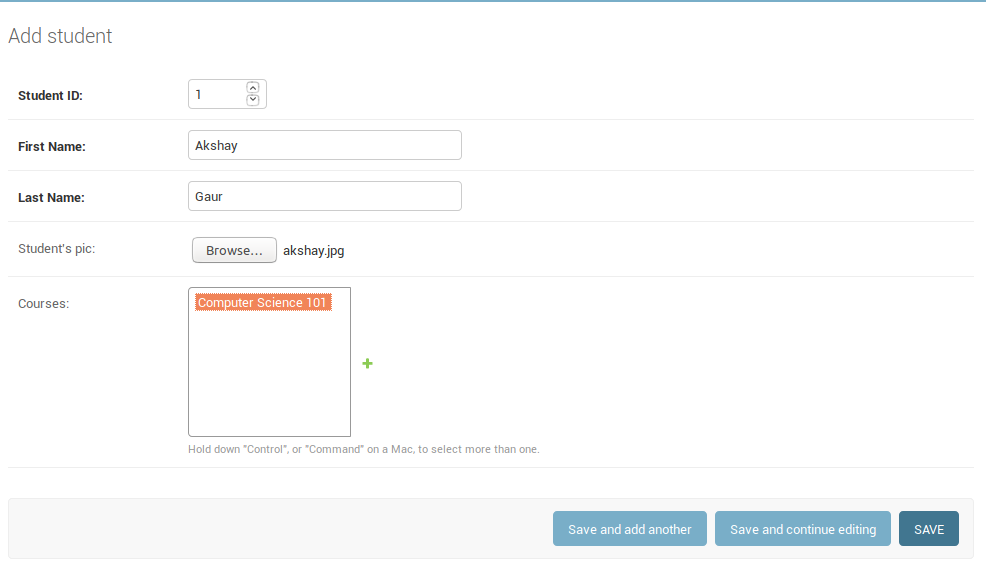 Add student
Student ID: 1
First Name: Akshay
Last Name: Gaur
Student's pic: Browse... akshay.jpg
Courses: Computer Science 101
Hold down "Control", or "Command" on a Mac, to select more than one.
Save and add another Save and continue editing SAVE